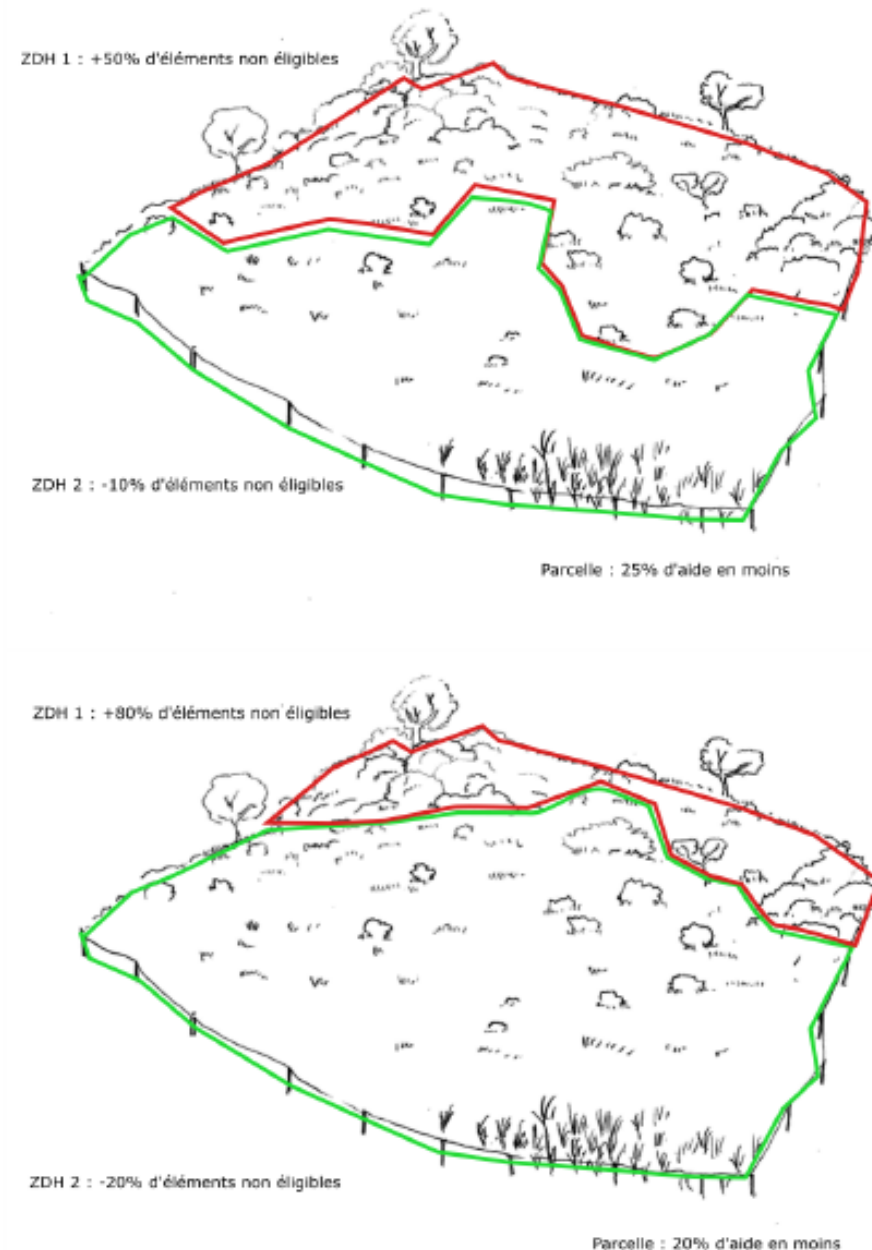 ZDH 1 : +50% d'éléments non éligibles
ZDH 2 : -10% d'éléments non éligibles
Parcelle : 25% d'aide en moins
ZDH 1 : +80% d'éléments non éligibles
ZDH 2 : -20% d'éléments non éligibles
Parcelle : 20% d'aide en moins